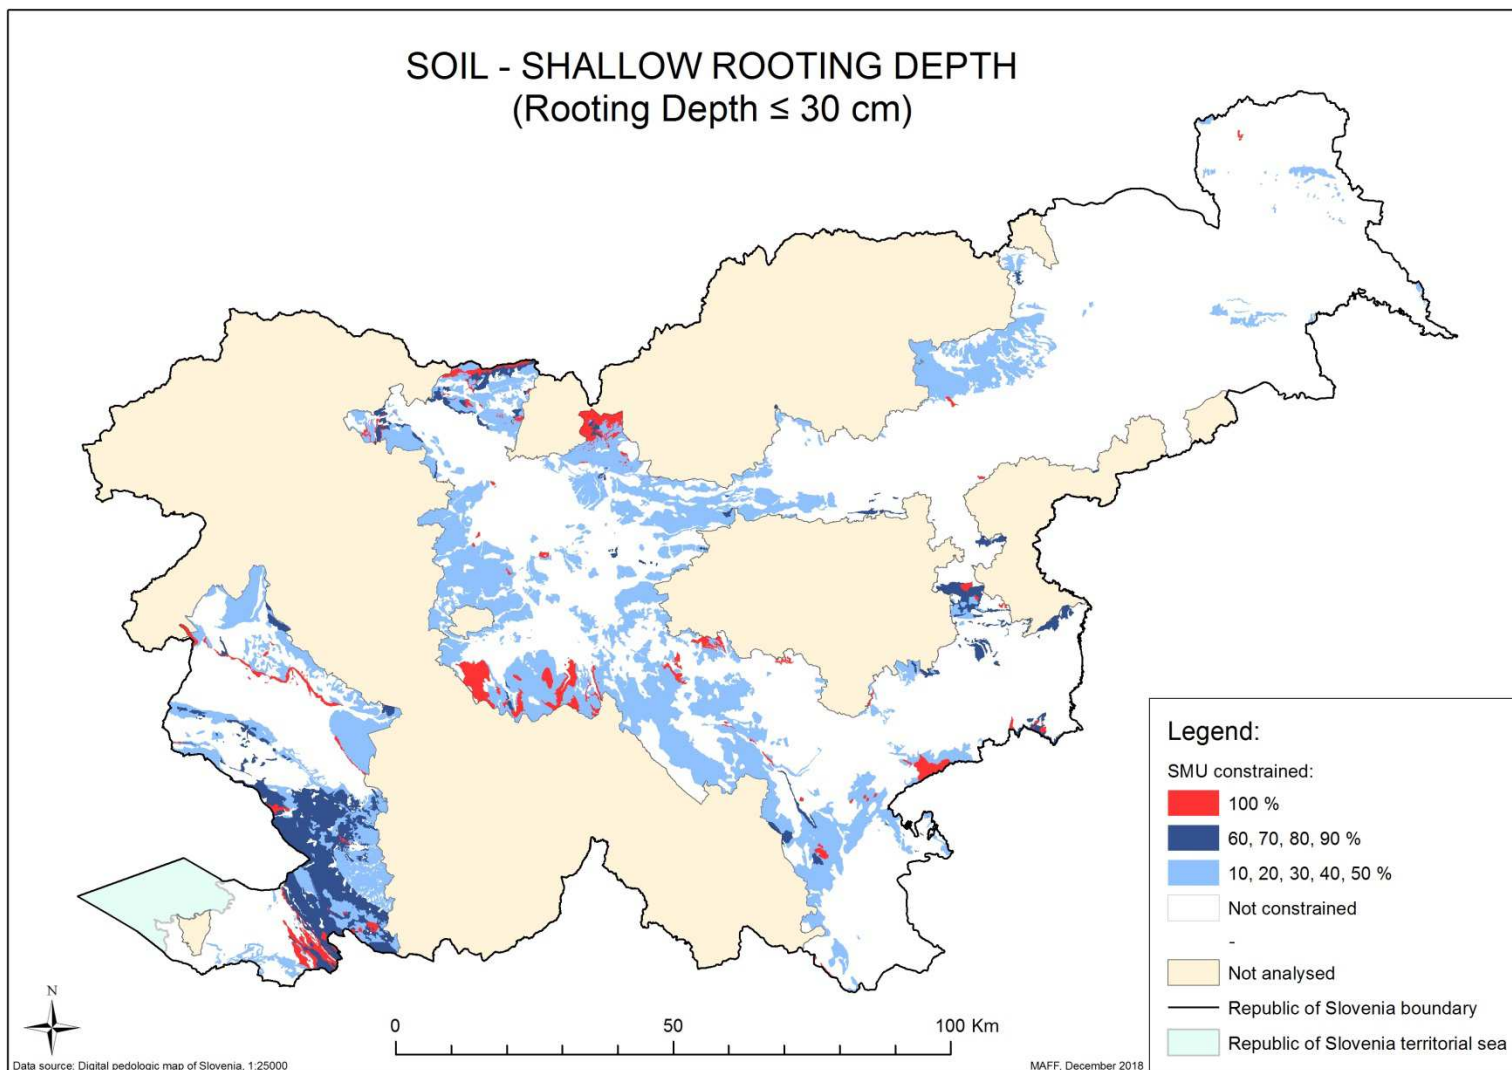 SOIL - SHALLOW ROOTING DEPTH
(Rooting Depth ≤ 30 cm)
Legend:
SMU constrained:
100 %
60, 70, 80, 90 %
10, 20, 30, 40, 50 %
Not constrained
-
Not analysed
Republic of Slovenia boundary
Republic of Slovenia territorial sea
N
0 50 100 Km
Data source: Digital pedologic map of Slovenia, 1:25000
MAFF, December 2018